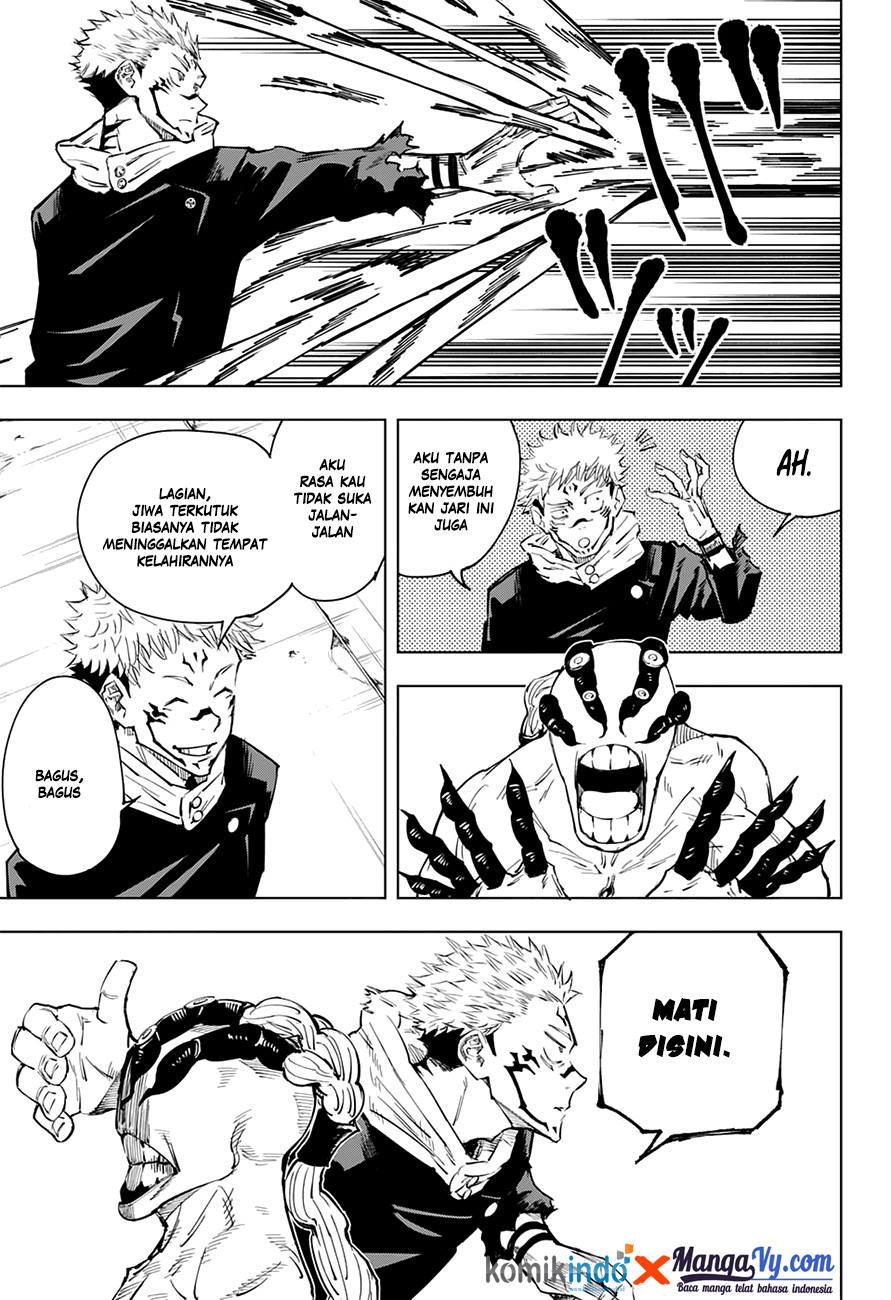 AH.
AKU TANPA
SENGAJA
MENYEMBUH
KAN JARI INI
JUGA
AKU
RASA KAU
TIDAK SUKA
JALAN-
JALAN
LAGIAN,
JIWA TERKUTUK
BIASANYA TIDAK
MENINGGALKAN TEMPAT
KELAHIRANNYA
BAGUS,
BAGUS
MATI
DISINI.
komikindo X MangaVy.com
Baca manga telat bahasa indonesia